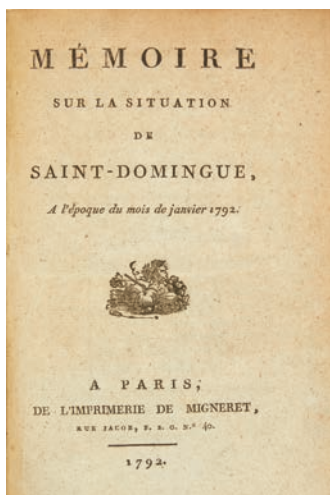 MÉMOIRE
SUR LA SITUATION
DE
SAINT-DOMINGUE,
A l'époque du mois de janvier 1792.
A PARIS,
DE L'IMPRIMERIE DE MIGNERET,
RUE JACOB, F. S. G. N.º 40.
1792.